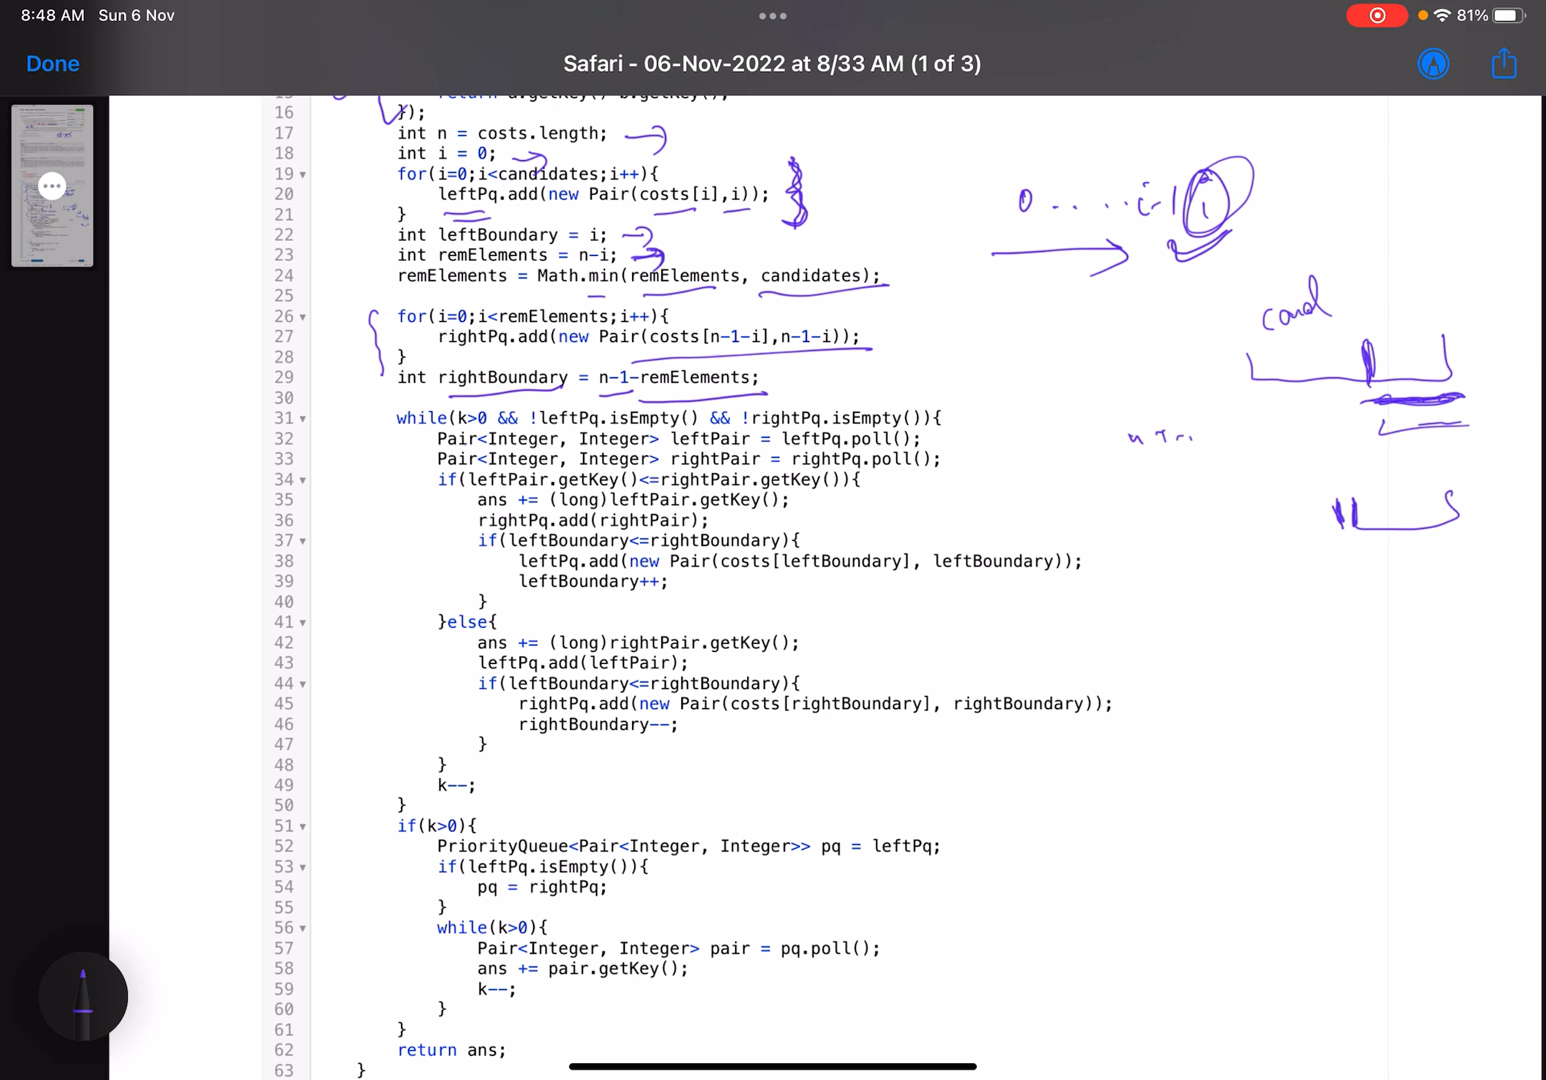 8:48 AM Sun 6 Nov
81%
Done
Safari - 06-Nov-2022 at 8/33 AM (1 of 3)
16 });
17 int n = costs.length;
18 int i = 0;
19 for(i=0;i<candidates;i++){
20 leftPq.add(new Pair(costs[i],i));
21 }
22 int leftBoundary = i;
23 int remElements = n-i;
24 remElements = Math.min(remElements, candidates);
25
26 for(i=0;i<remElements;i++){
27 rightPq.add(new Pair(costs[n-1-i],n-1-i));
28 }
29 int rightBoundary = n-1-remElements;
30
31 while(k>0 && !leftPq.isEmpty() && !rightPq.isEmpty()){
32 Pair<Integer, Integer> leftPair = leftPq.poll();
33 Pair<Integer, Integer> rightPair = rightPq.poll();
34 if(leftPair.getKey()<=rightPair.getKey()){
35 ans += (long)leftPair.getKey();
36 rightPq.add(rightPair);
37 if(leftBoundary<=rightBoundary){
38 leftPq.add(new Pair(costs[leftBoundary], leftBoundary));
39 leftBoundary++;
40 }
41 }else{
42 ans += (long)rightPair.getKey();
43 leftPq.add(leftPair);
44 if(leftBoundary<=rightBoundary){
45 rightPq.add(new Pair(costs[rightBoundary], rightBoundary));
46 rightBoundary--;
47 }
48 }
49 k--;
50 }
51 if(k>0){
52 PriorityQueue<Pair<Integer, Integer>> pq = leftPq;
53 if(leftPq.isEmpty()){
54 pq = rightPq;
55 }
56 while(k>0){
57 Pair<Integer, Integer> pair = pq.poll();
58 ans += pair.getKey();
59 k--;
60 }
61 }
62 return ans;
63 }
0 ..... i-1 i
cand